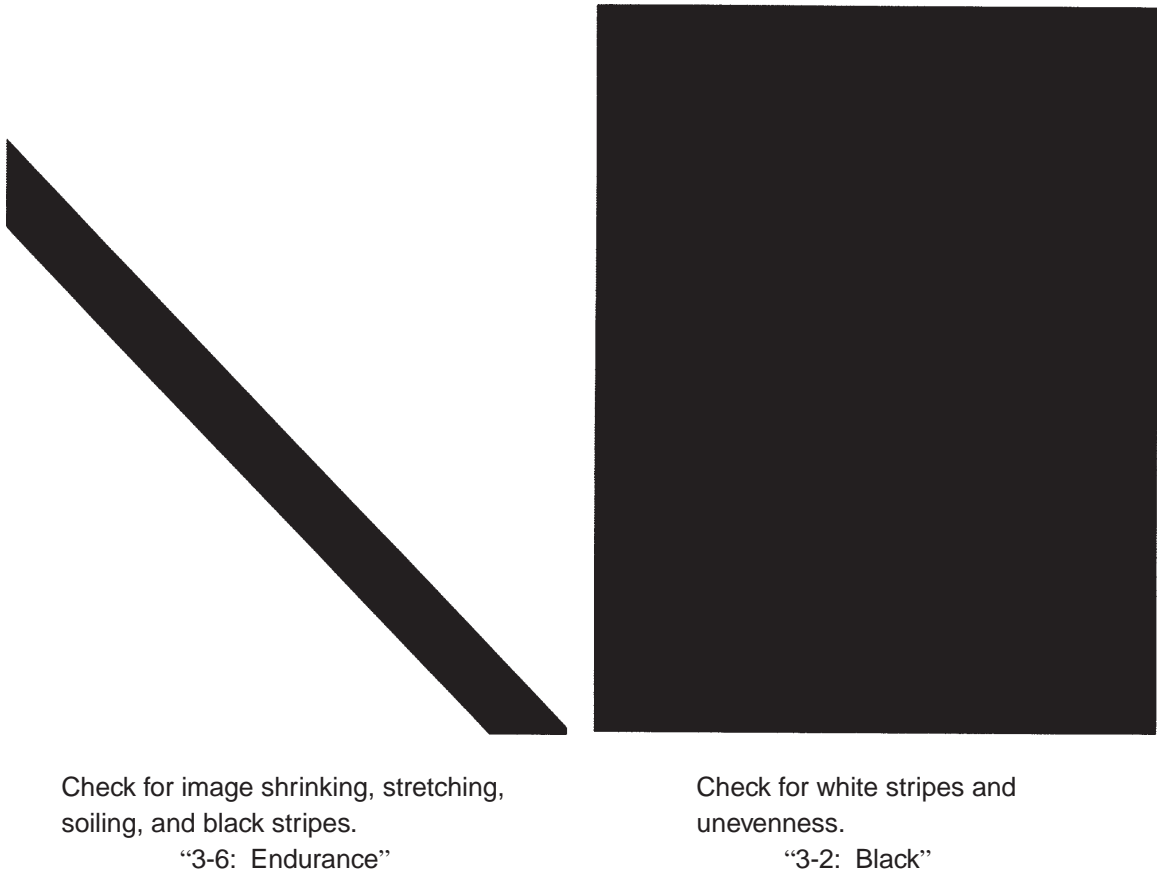 Check for image shrinking, stretching,
soiling, and black stripes.
“3-6: Endurance”
Check for white stripes and
unevenness.
“3-2: Black”